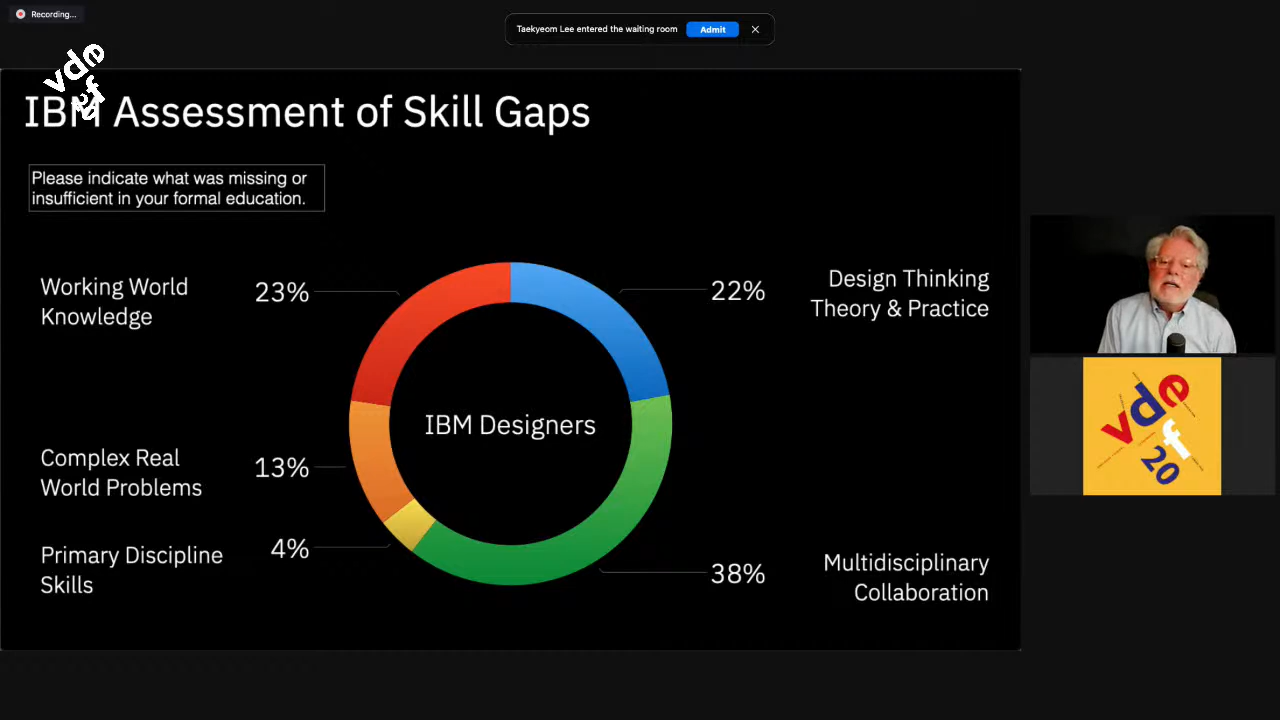 Recording...
Taekyeom Lee entered the waiting room
Admit
vde
f
IBM Assessment of Skill Gaps
Please indicate what was missing or
insufficient in your formal education.
Working World
Knowledge
23%
22%
Design Thinking
Theory & Practice
IBM Designers
Complex Real
World Problems
13%
Primary Discipline
Skills
4%
38%
Multidisciplinary
Collaboration
vde
f
20